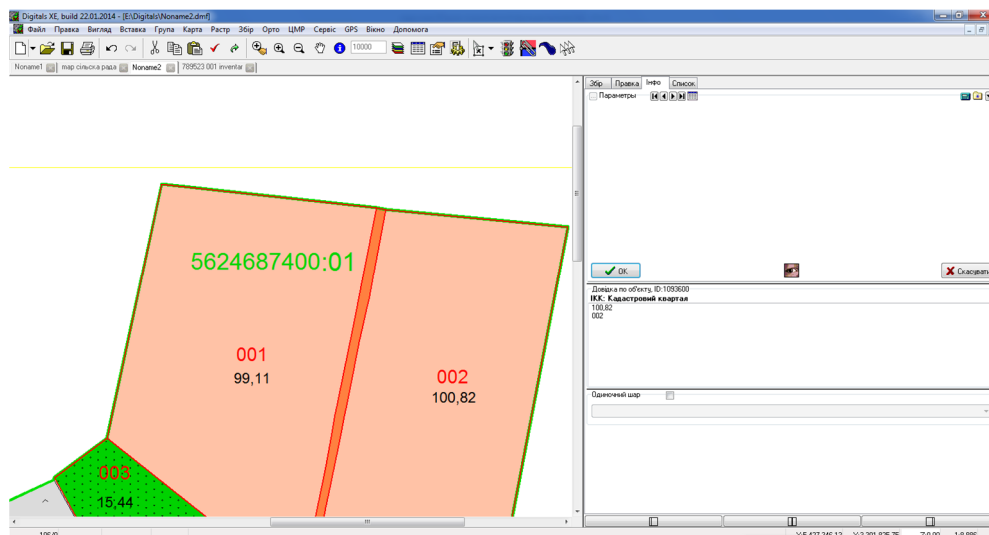 Digitals XE, build 22.01.2014 - [E:\Digitals\Noname2.dmf]
Файл Правка Вигляд Вставка Група Карта Растр Збір Орто ЦМР Сервіс GPS Вікно Допомога
10000
Noname1 map сільска рада Noname2 789523 001 inventar
Збір Правка Інфо Список
Параметры
5624687400:01
001
99,11
002
100,82
003
15,44
OK
Скасувати
Довідка по об'єкту, ID:1093600
ІКК: Кадастровий квартал
100,82
002
Одиночний шар